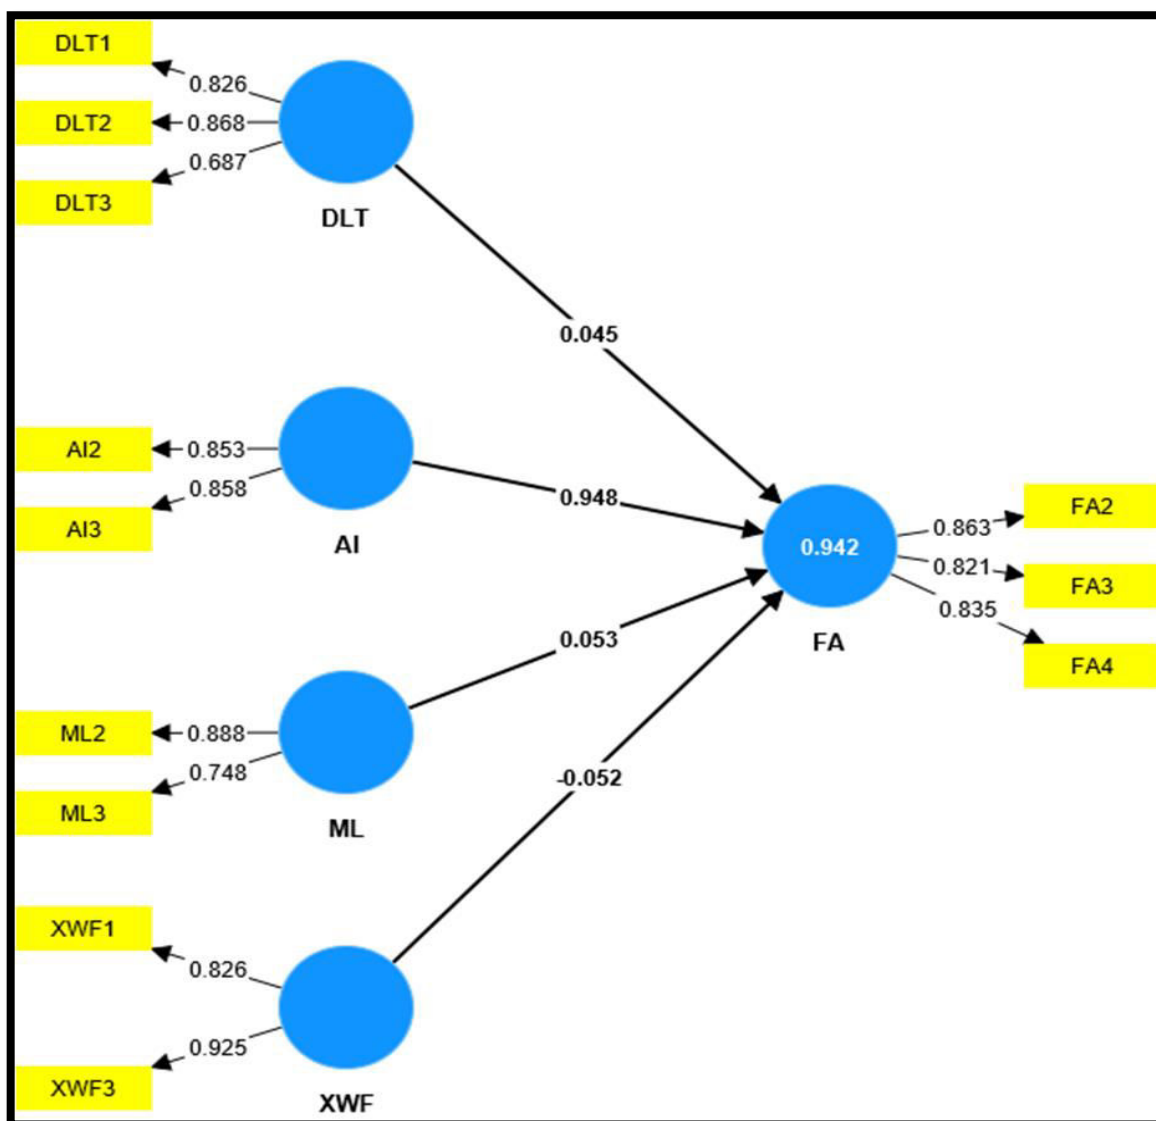 DLT1
0.826
DLT2
0.868
0.687
DLT3
DLT
0.045
AI2
0.853
0.858
AI3
AI
0.948
0.942
FA
0.863
FA2
0.821
FA3
0.835
FA4
0.053
ML2
0.888
0.748
ML3
ML
-0.052
XWF1
0.826
0.925
XWF3
XWF